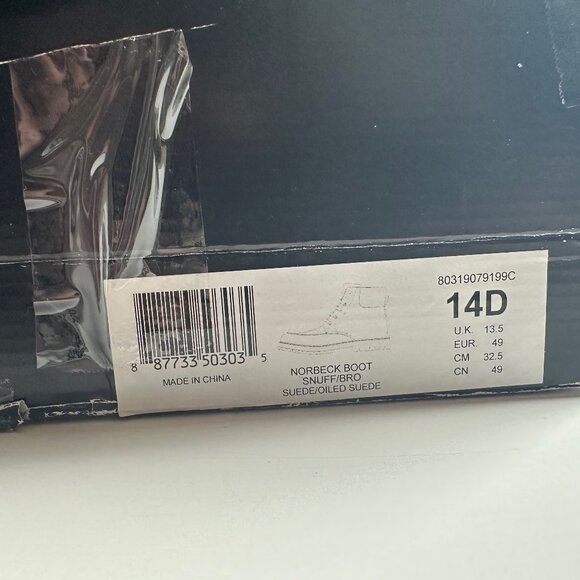 80319079199C
14D
U.K. 13.5
EUR. 49
CM 32.5
CN 49
8 87733 50303 5
MADE IN CHINA
NORBECK BOOT
SNUFF/BRO
SUEDE/OILED SUEDE